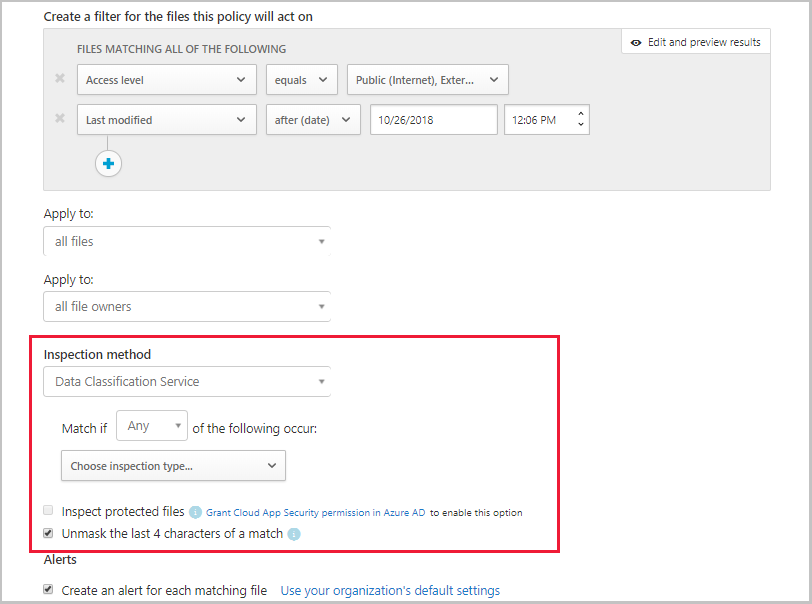 Create a filter for the files this policy will act on
FILES MATCHING ALL OF THE FOLLOWING
Edit and preview results
Access level equals Public (Internet), Exter...
Last modified after (date) 10/26/2018 12:06 PM
Apply to:
all files
Apply to:
all file owners
Inspection method
Data Classification Service
Match if Any of the following occur:
Choose inspection type...
Inspect protected files Grant Cloud App Security permission in Azure AD to enable this option
Unmask the last 4 characters of a match
Alerts
Create an alert for each matching file Use your organization's default settings